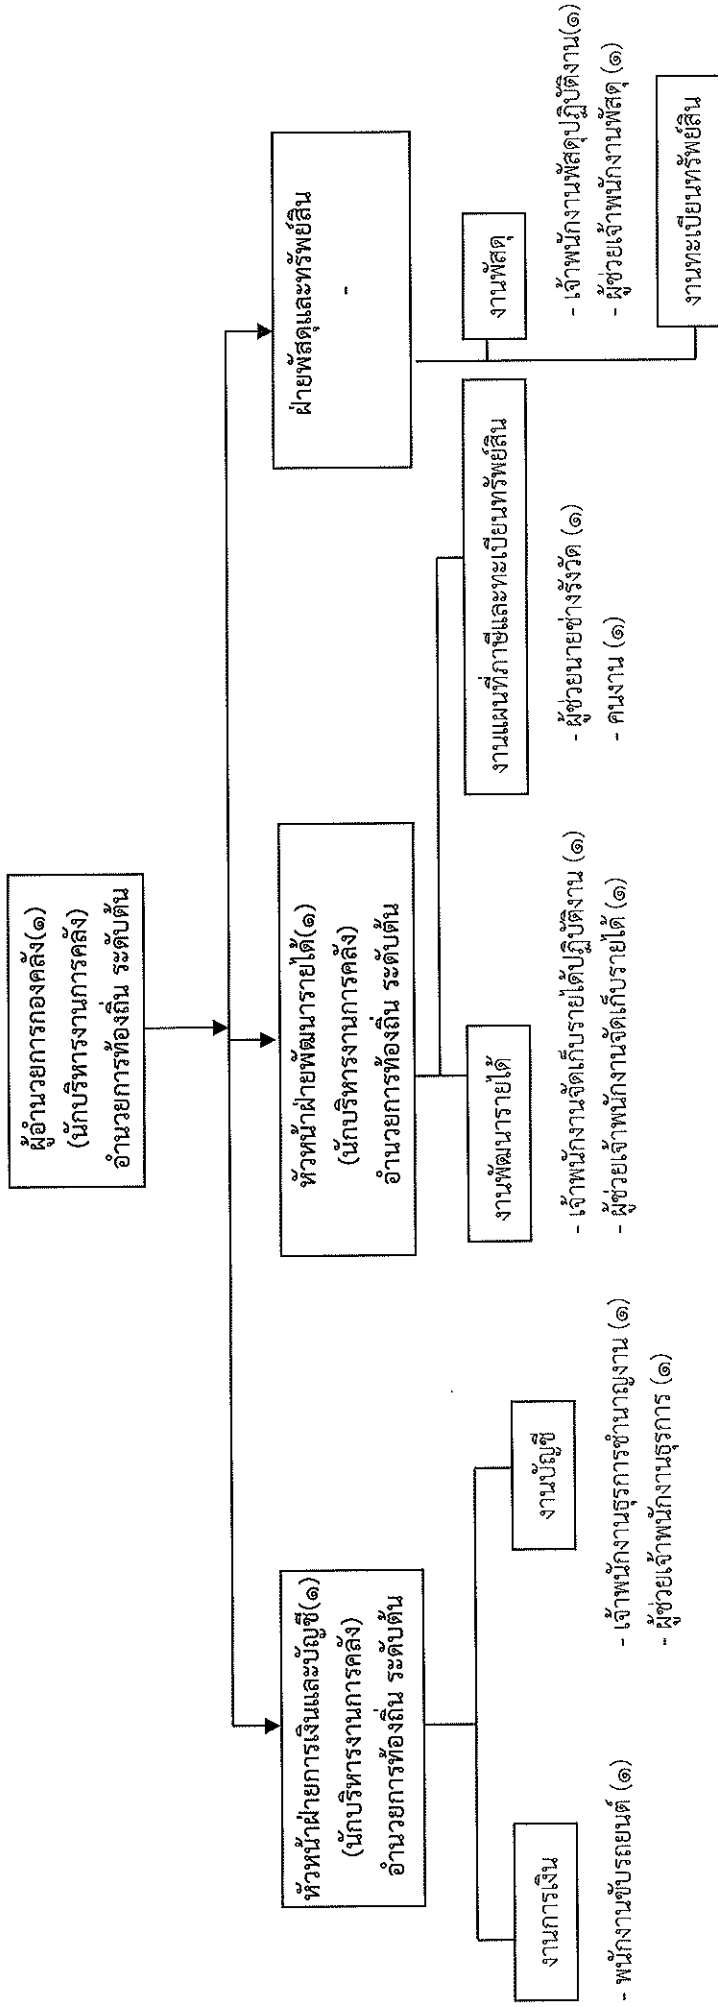 ผู้อำนวยการกองคลัง(๑)
(นักบริหารงานการคลัง)
อำนวยการท้องถิ่น ระดับต้น
หัวหน้าฝ่ายการเงินและบัญชี(๑)
(นักบริหารงานการคลัง)
อำนวยการท้องถิ่น ระดับต้น
งานการเงิน
- พนักงานขับรถยนต์ (๑)
งานบัญชี
- เจ้าพนักงานธุรการชำนาญงาน (๑)
- ผู้ช่วยเจ้าพนักงานธุรการ (๑)
หัวหน้าฝ่ายพัฒนารายได้(๑)
(นักบริหารงานการคลัง)
อำนวยการท้องถิ่น ระดับต้น
งานพัฒนารายได้
- เจ้าพนักงานจัดเก็บรายได้ปฏิบัติงาน (๑)
- ผู้ช่วยเจ้าพนักงานจัดเก็บรายได้ (๑)
งานแผนที่ภาษีและทะเบียนทรัพย์สิน
- ผู้ช่วยนายช่างรังวัด (๑)
- คนงาน (๑)
ฝ่ายพัสดุและทรัพย์สิน
-
งานพัสดุ
- เจ้าพนักงานพัสดุปฏิบัติงาน(๑)
- ผู้ช่วยเจ้าพนักงานพัสดุ (๑)
งานทะเบียนทรัพย์สิน